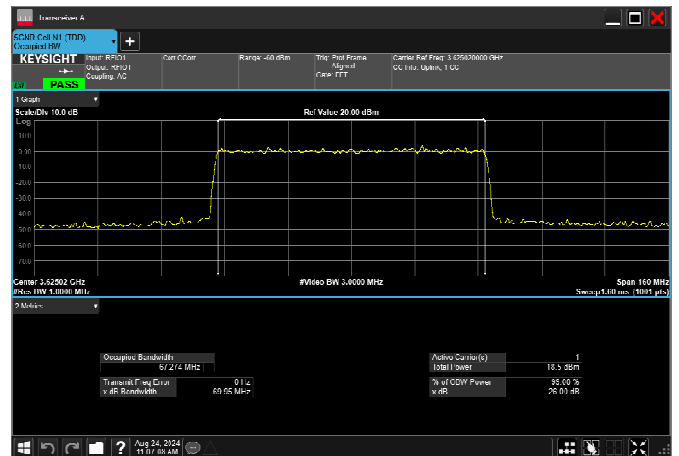 Transceiver A
5GNR Cell N1 (TDD)
Occupied BW
+
KEYSIGHT
Input: RFIO1
Output: RFIO1
Coupling: AC
Corr CCorr
Range: -60 dBm
Trig: Prot Frame
Aligned
Gate: FFT
Carrier Ref Freq: 3.625020000 GHz
CC Info: Uplink, 1 CC
PASS
1 Graph
Scale/Div 10.0 dB
Ref Value 20.00 dBm
Log
10.0
0.00
-10.0
-20.0
-30.0
-40.0
-50.0
-60.0
-70.0
Center 3.62502 GHz
#Video BW 3.0000 MHz
Span 160 MHz
#Res BW 1.0000 MHz
Sweep 1.60 ms (1001 pts)
2 Metrics
Occupied Bandwidth
67.274 MHz
Transmit Freq Error
0 Hz
x dB Bandwidth
69.95 MHz
Active Carrier(s)
1
Total Power
18.5 dBm
% of OBW Power
99.00 %
x dB
26.00 dB
?
Aug 24, 2024
11:07:08 AM